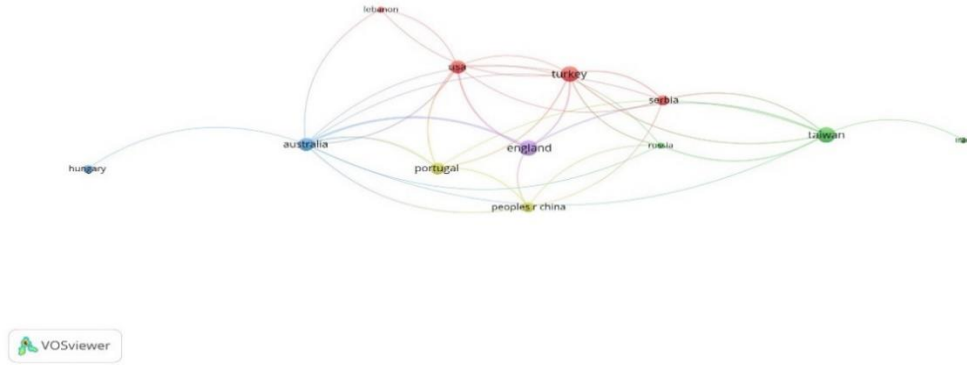 lebanon
usa
turkey
serbia
taiwan
australia
england
russia
portugal
hungary
peoples r china
VOSviewer